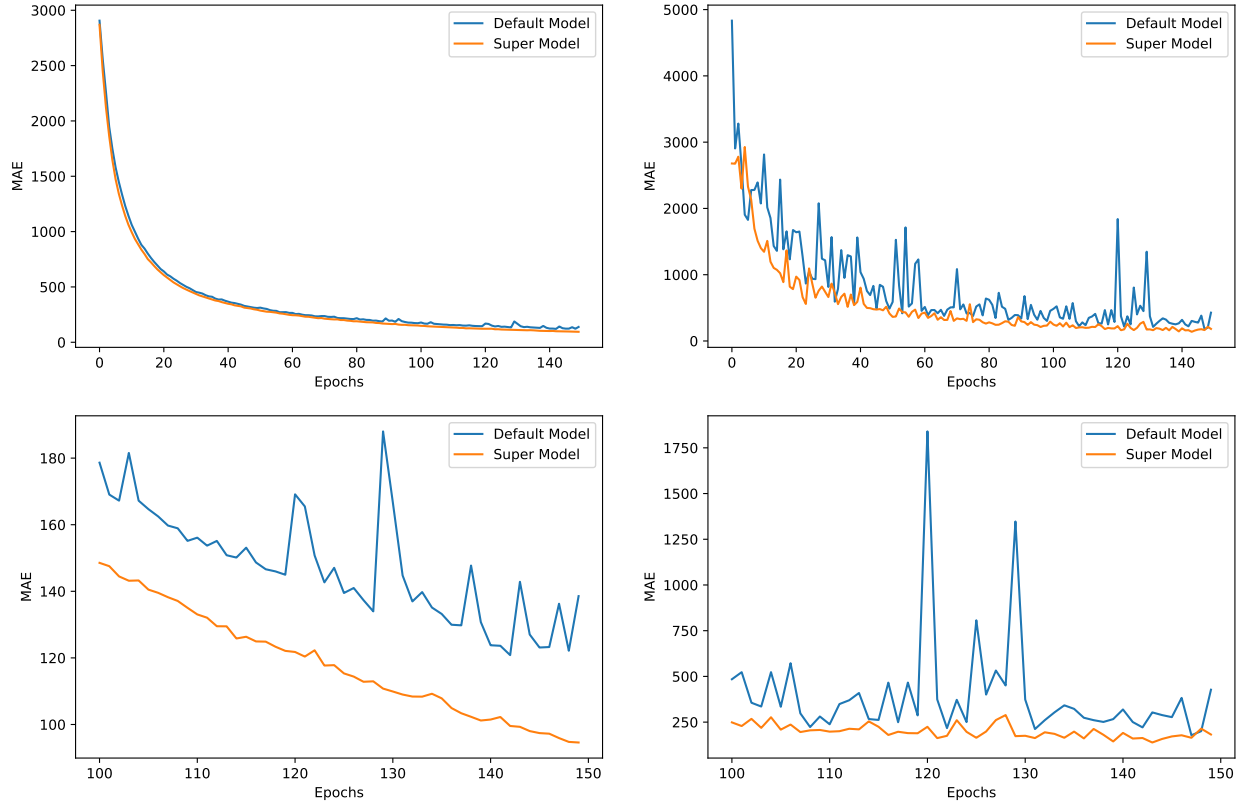 3000
2500
2000
1500
1000
500
0
MAE
0 20 40 60 80 100 120 140
Epochs
Default Model
Super Model
5000
4000
3000
2000
1000
0
MAE
0 20 40 60 80 100 120 140
Epochs
Default Model
Super Model
180
160
140
120
100
MAE
100 110 120 130 140 150
Epochs
Default Model
Super Model
1750
1500
1250
1000
750
500
250
MAE
100 110 120 130 140 150
Epochs
Default Model
Super Model